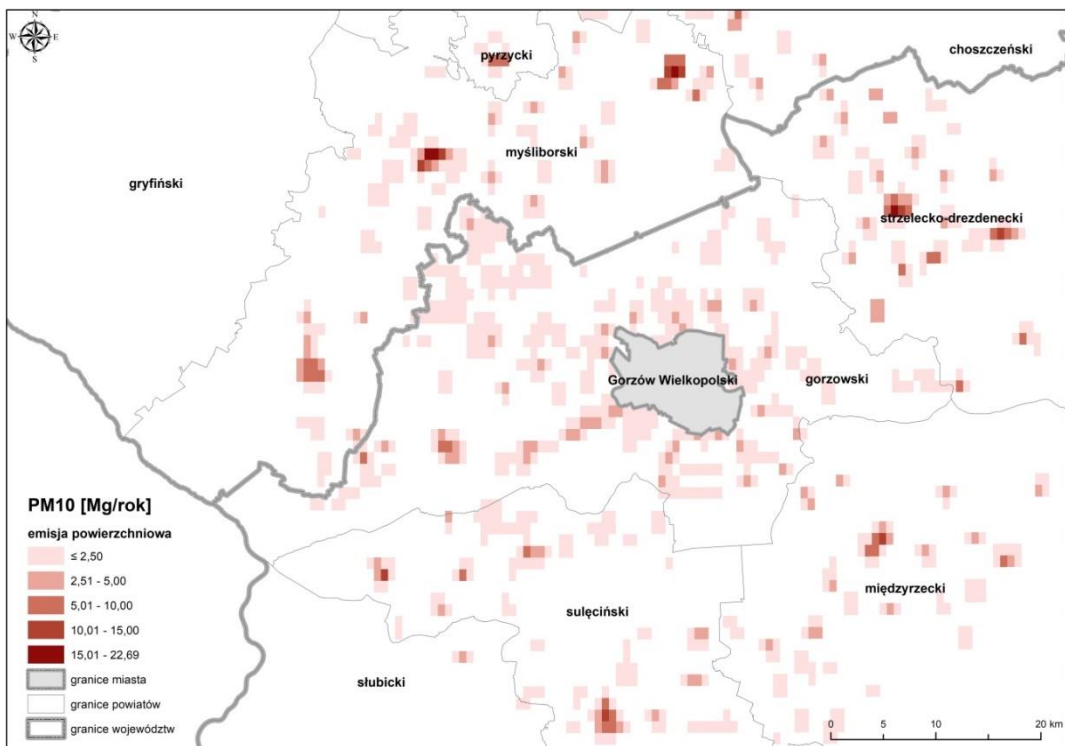 N
W E
S
pyrzycki
choszczeński
myśliborski
gryfiński
strzelecko-drezdenecki
Gorzów Wielkopolski
gorzowski
PM10 [Mg/rok]
emisja powierzchniowa
≤ 2,50
2,51 - 5,00
5,01 - 10,00
10,01 - 15,00
15,01 - 22,69
granice miasta
granice powiatów
granice województw
międzyrzecki
sulęciński
słubicki
0 5 10 20 km